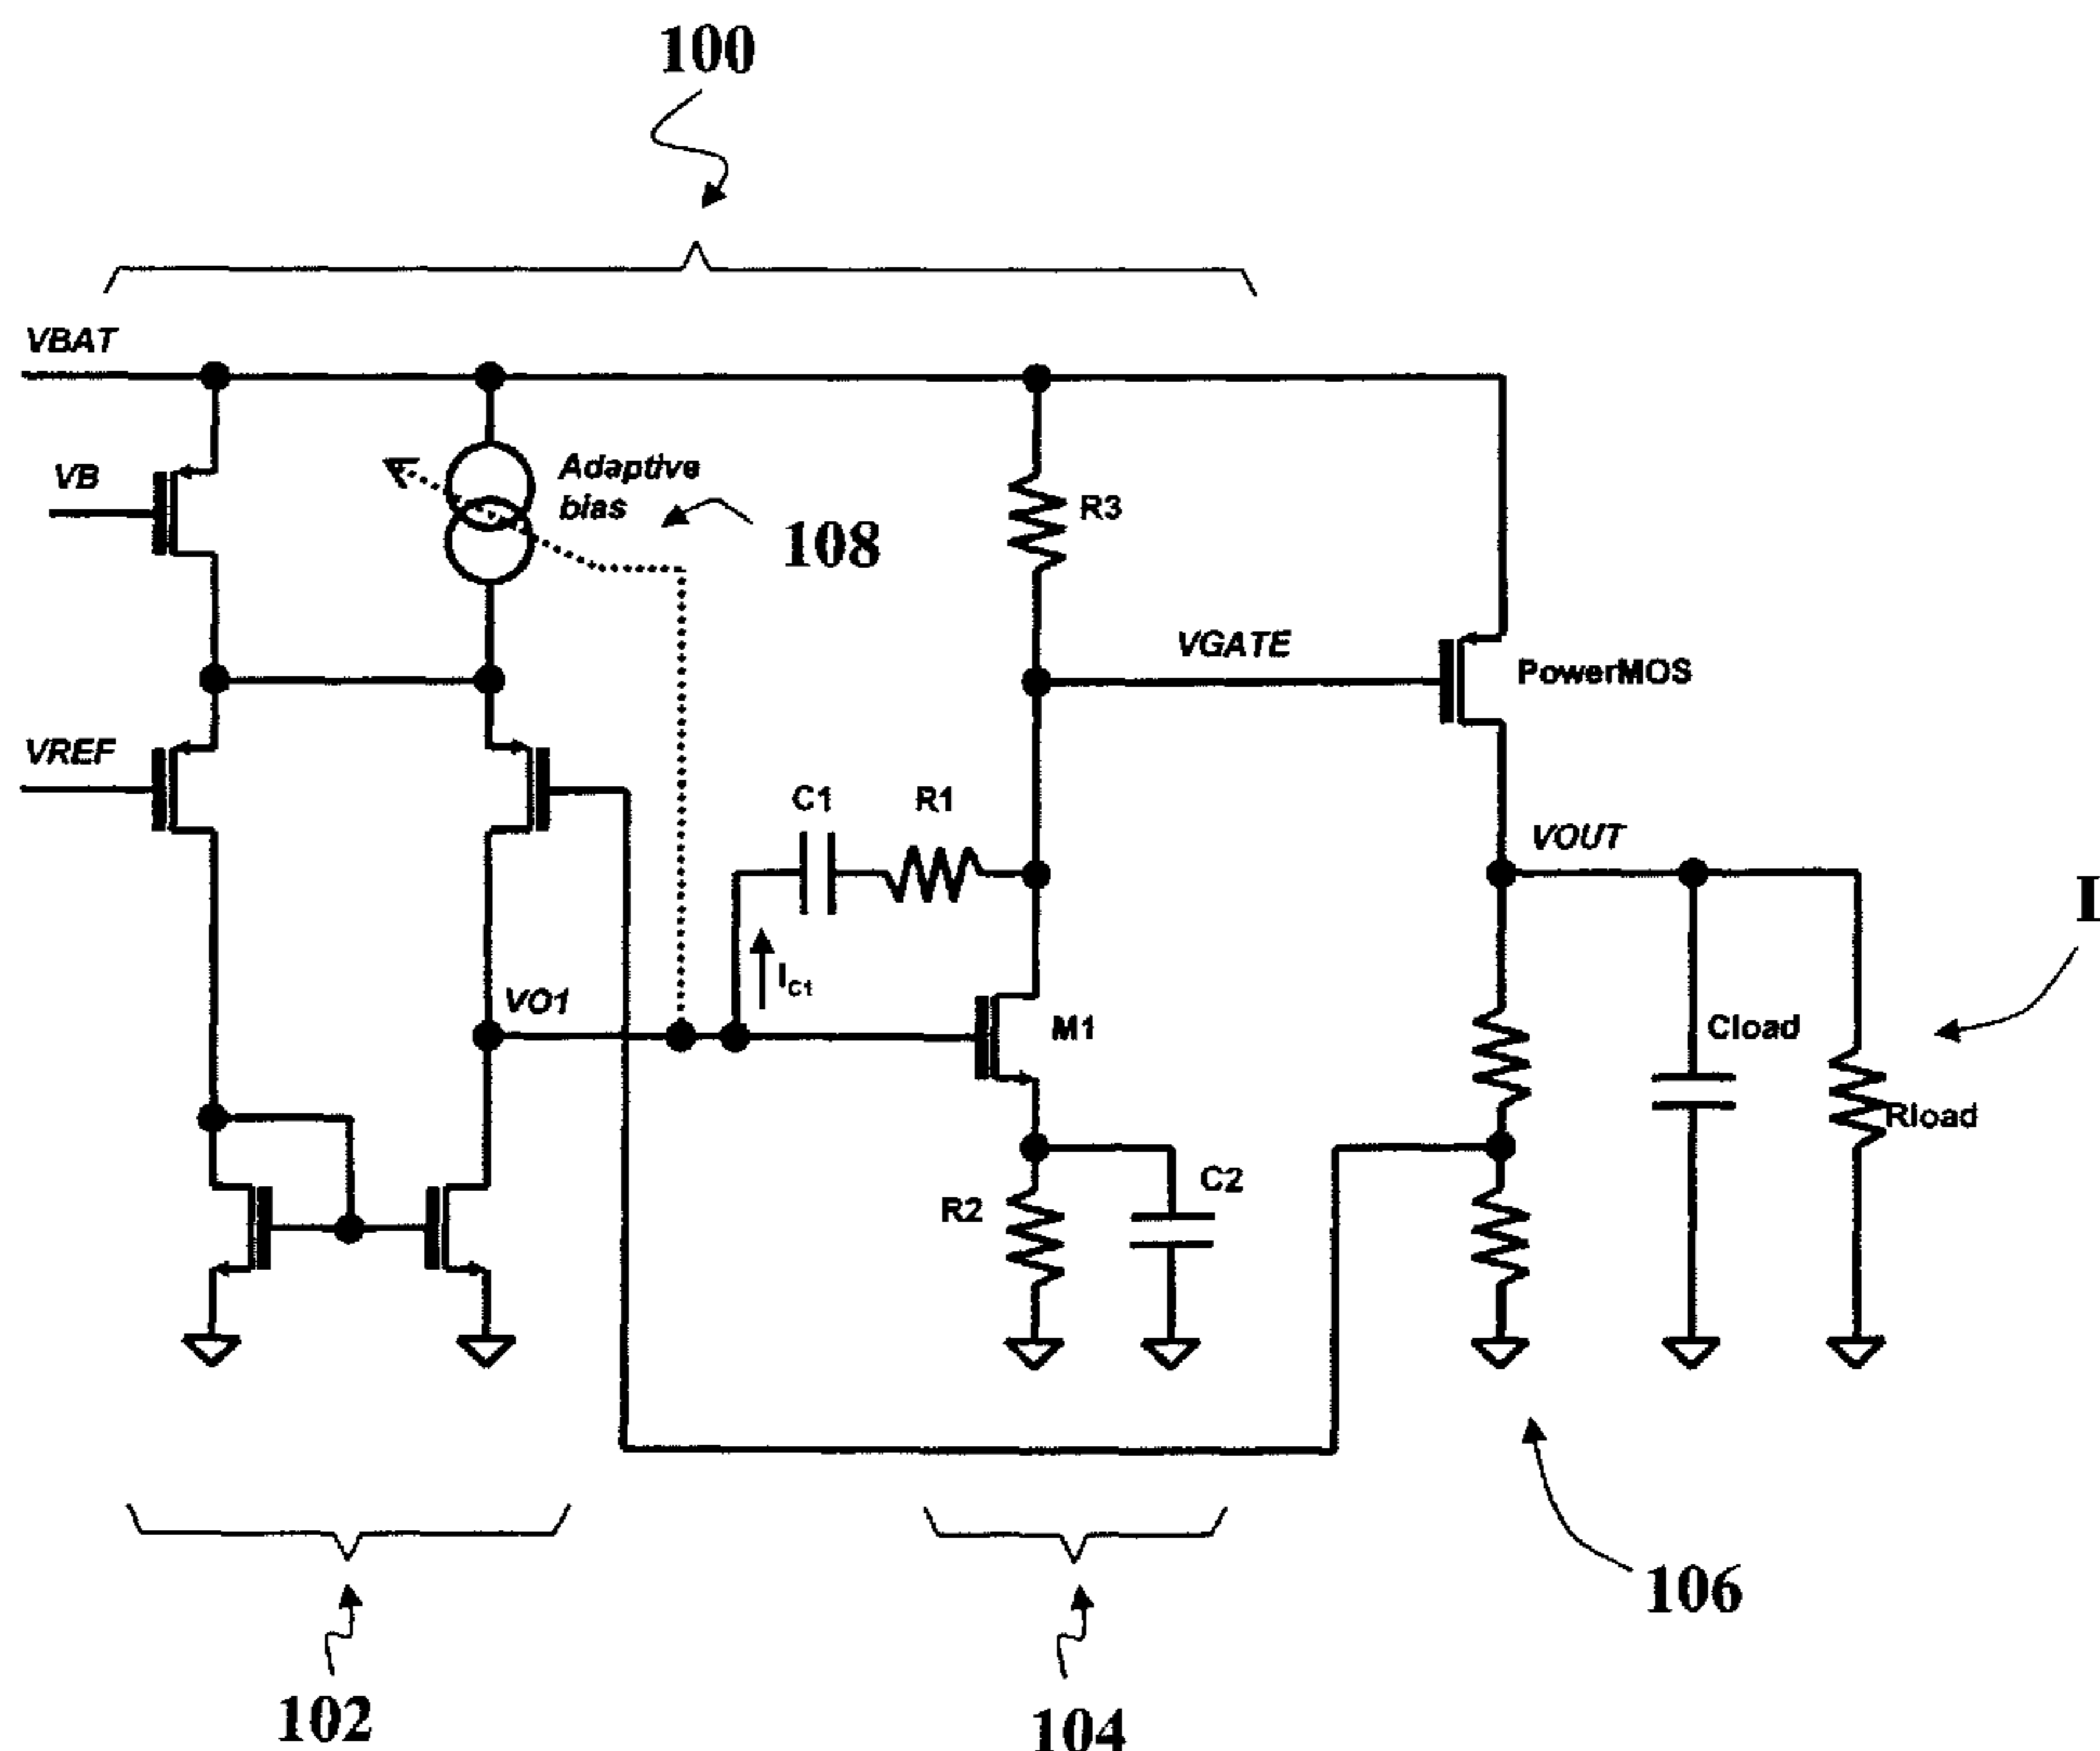 100
VBAT
VB
Adaptive
bias
108
R3
VGATE
PowerMOS
VREF
C1
R1
VOUT
I
IC1
VO1
M1
Cload
Rload
R2
C2
106
102
104